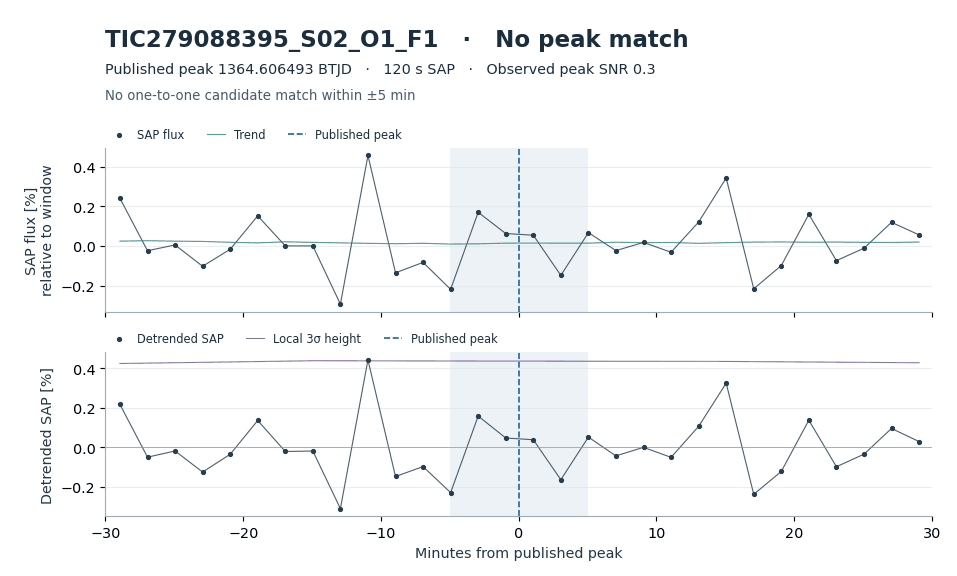 TIC279088395_S02_O1_F1 · No peak match
Published peak 1364.606493 BTJD · 120 s SAP · Observed peak SNR 0.3
No one-to-one candidate match within ±5 min
SAP flux Trend Published peak
SAP flux [%]
relative to window
0.4
0.2
0.0
−0.2
Detrended SAP Local 3σ height Published peak
Detrended SAP [%]
0.4
0.2
0.0
−0.2
−30 −20 −10 0 10 20 30
Minutes from published peak